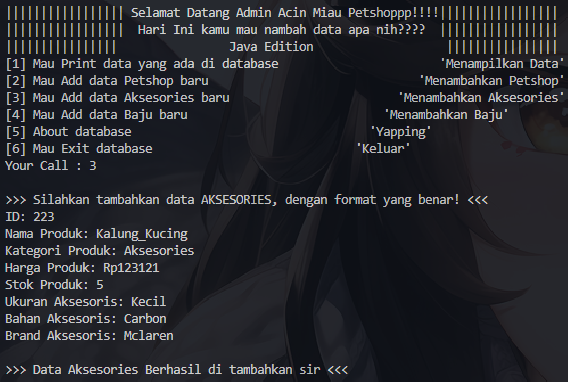 |||||||||||||||||| Selamat Datang Admin Acin Miau Petshoppp!!!!||||||||||||||||||
|||||||||||||||||| Hari Ini kamu mau nambah data apa nih???? ||||||||||||||||||
||||||||||||||||| Java Edition |||||||||||||||||
[1] Mau Print data yang ada di database 'Menampilkan Data'
[2] Mau Add data Petshop baru 'Menambahkan Petshop'
[3] Mau Add data Aksesories baru 'Menambahkan Aksesories'
[4] Mau Add data Baju baru 'Menambahkan Baju'
[5] About database 'Yapping'
[6] Mau Exit database 'Keluar'
Your Call : 3
>>> Silahkan tambahkan data AKSESORIES, dengan format yang benar! <<<
ID: 223
Nama Produk: Kalung_Kucing
Kategori Produk: Aksesories
Harga Produk: Rp123121
Stok Produk: 5
Ukuran Aksesoris: Kecil
Bahan Aksesoris: Carbon
Brand Aksesoris: Mclaren
>>> Data Aksesories Berhasil di tambahkan sir <<<